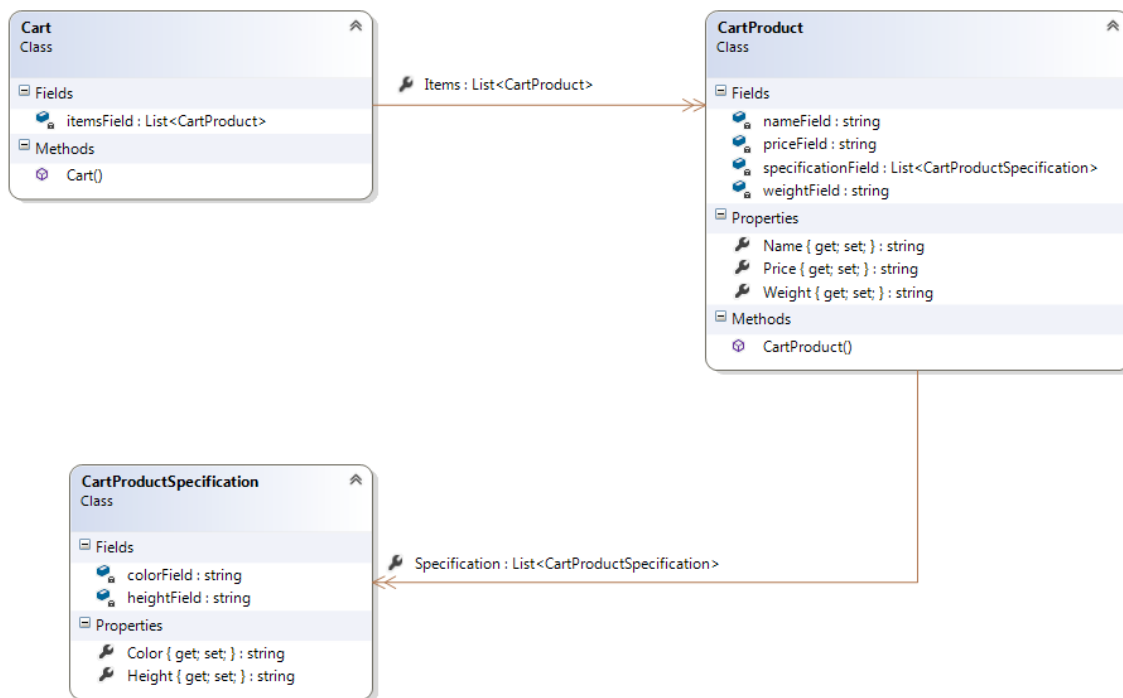 Cart
Class
Fields
itemsField : List<CartProduct>
Methods
Cart()
Items : List<CartProduct>
CartProduct
Class
Fields
nameField : string
priceField : string
specificationField : List<CartProductSpecification>
weightField : string
Properties
Name { get; set; } : string
Price { get; set; } : string
Weight { get; set; } : string
Methods
CartProduct()
CartProductSpecification
Class
Fields
colorField : string
heightField : string
Properties
Color { get; set; } : string
Height { get; set; } : string
Specification : List<CartProductSpecification>